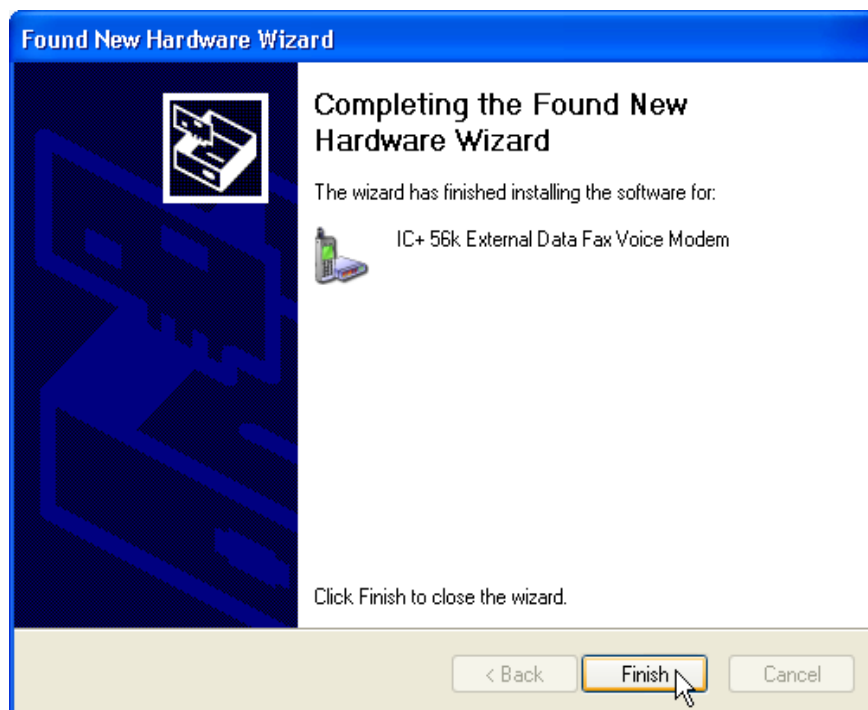 Found New Hardware Wizard
Completing the Found New
Hardware Wizard
The wizard has finished installing the software for:
IC+ 56k External Data Fax Voice Modem
Click Finish to close the wizard.
< Back
Finish
Cancel